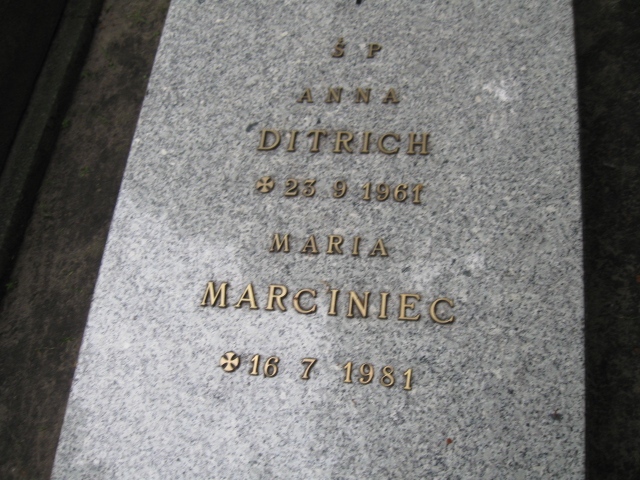 Ś P
ANNA
DITRICH
✠ 23 9 1961
MARIA
MARCINIEC
✠ 16 7 1981